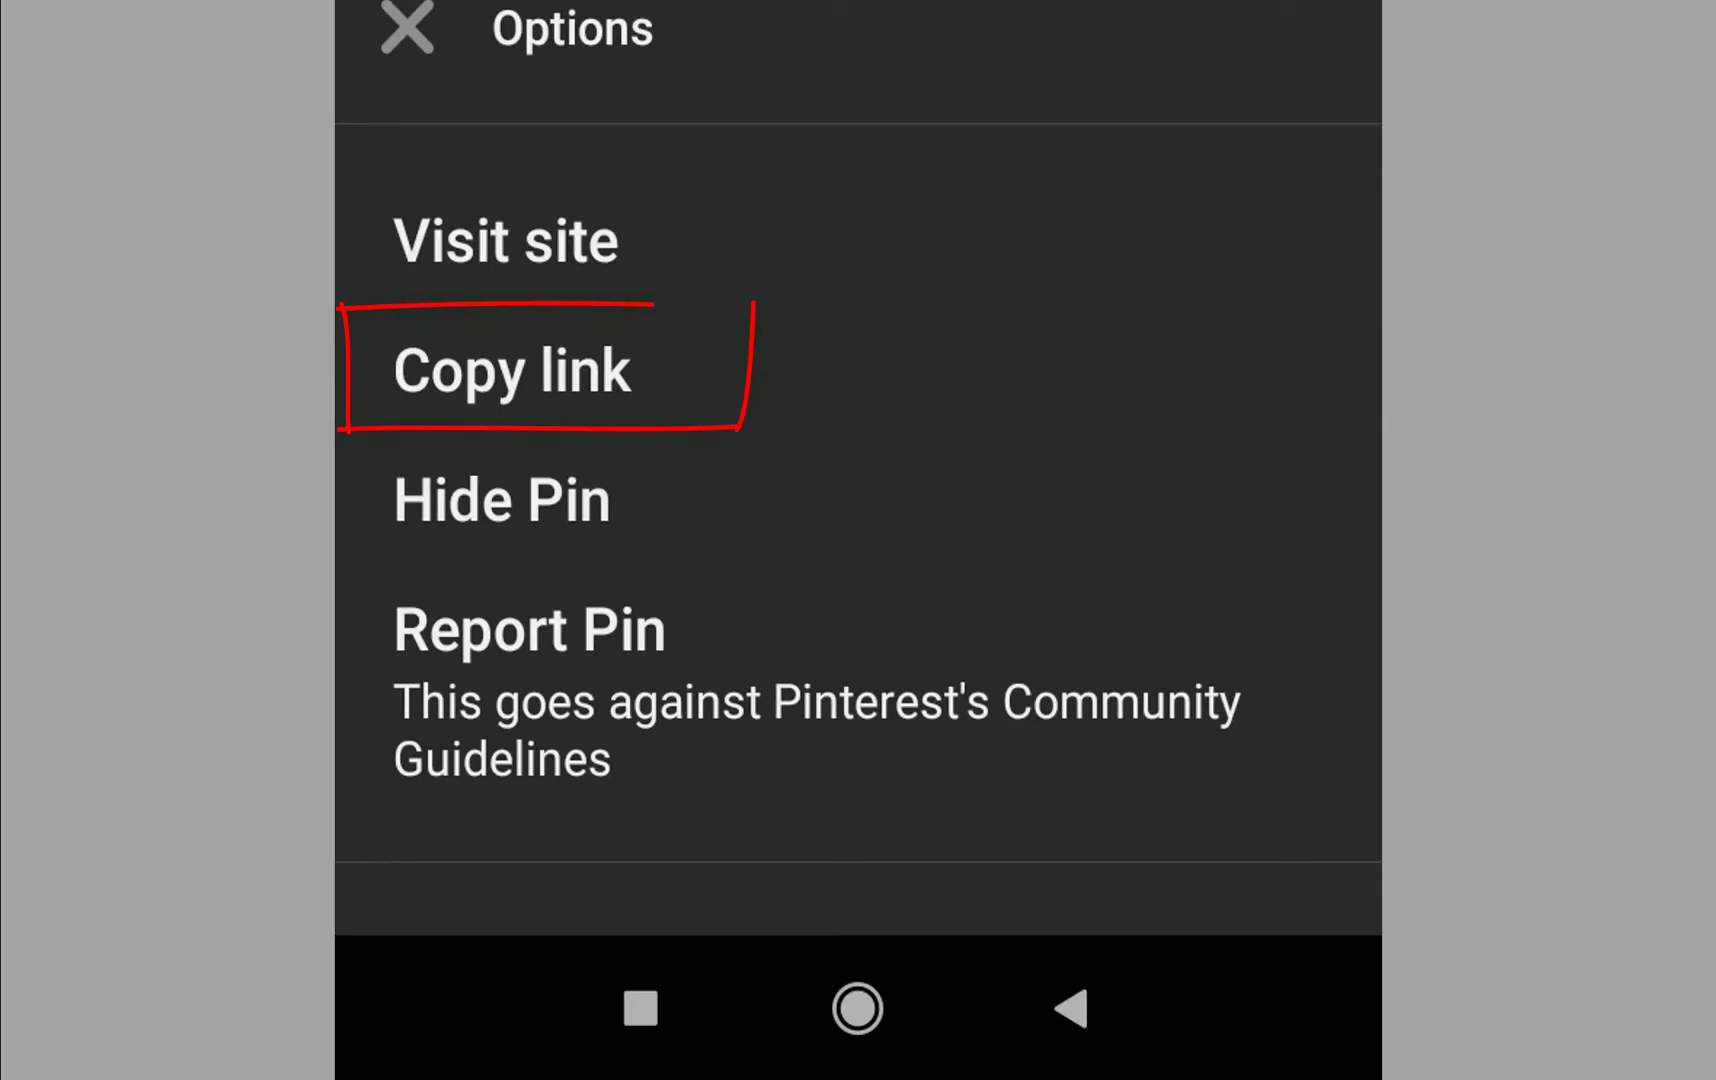 Options
Visit site
Copy link
Hide Pin
Report Pin
This goes against Pinterest's Community
Guidelines